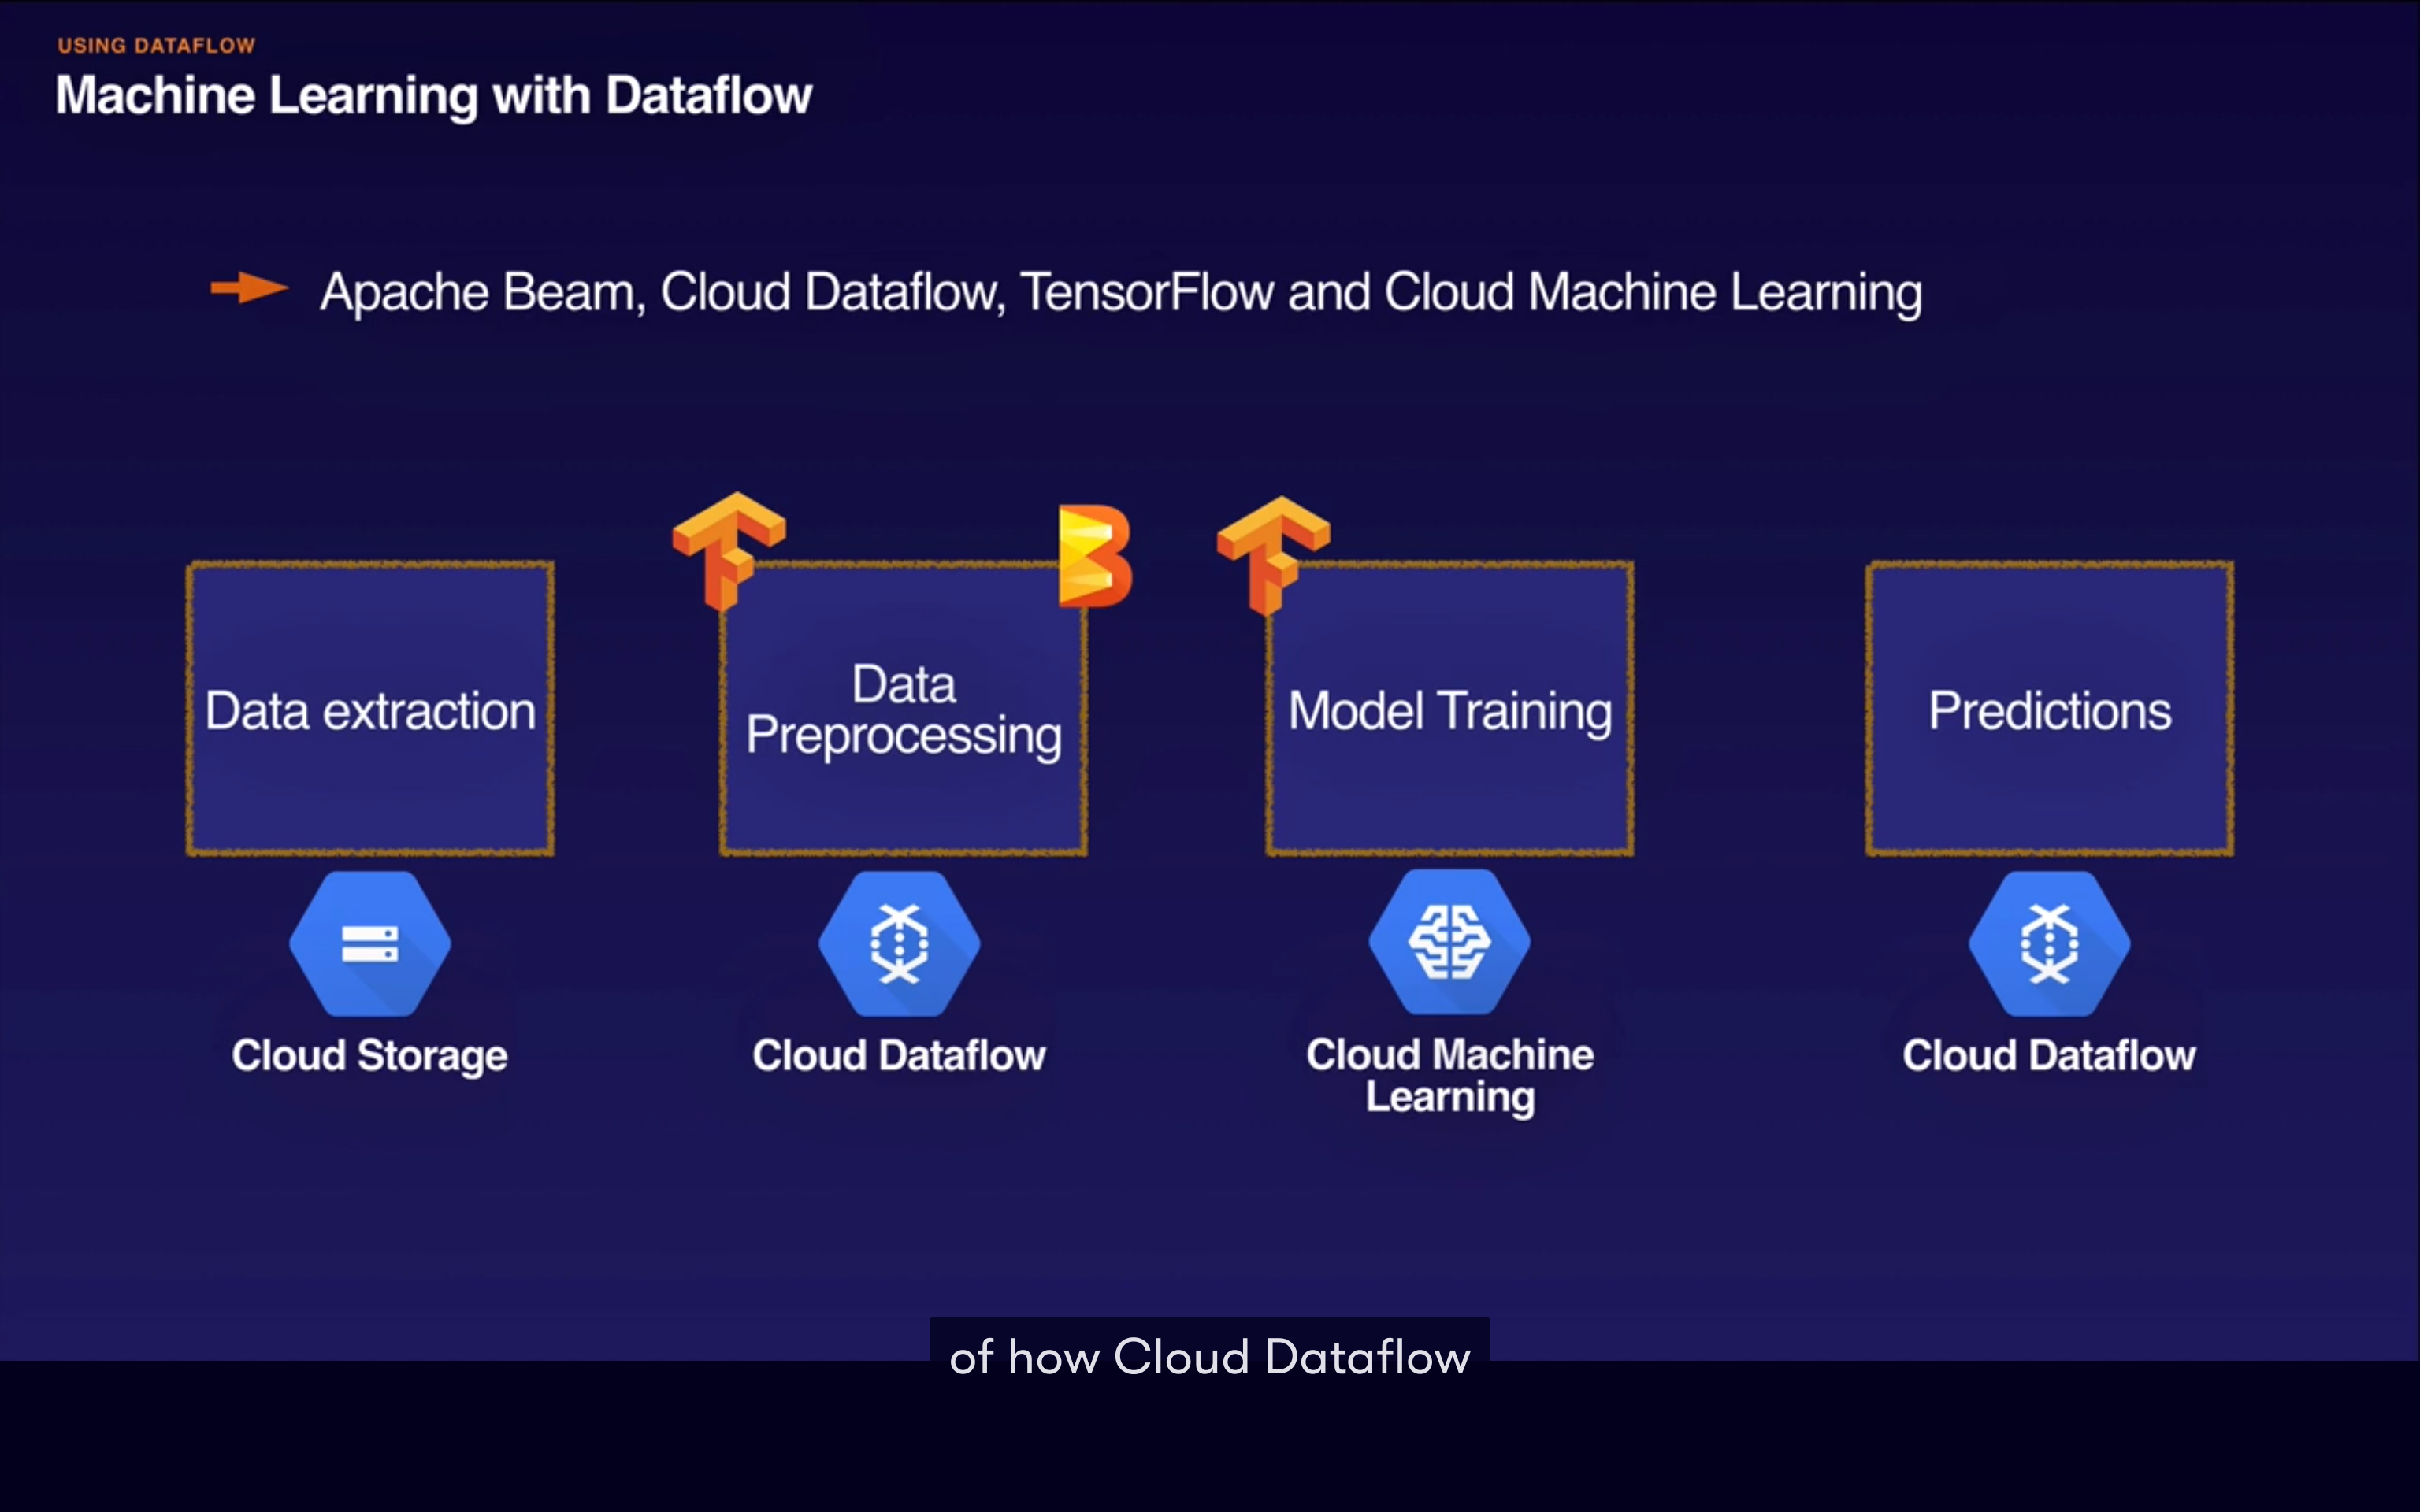 USING DATAFLOW
Machine Learning with Dataflow
Apache Beam, Cloud Dataflow, TensorFlow and Cloud Machine Learning
Data extraction
Data
Preprocessing
Model Training
Predictions
Cloud Storage
Cloud Dataflow
Cloud Machine
Learning
Cloud Dataflow
of how Cloud Dataflow